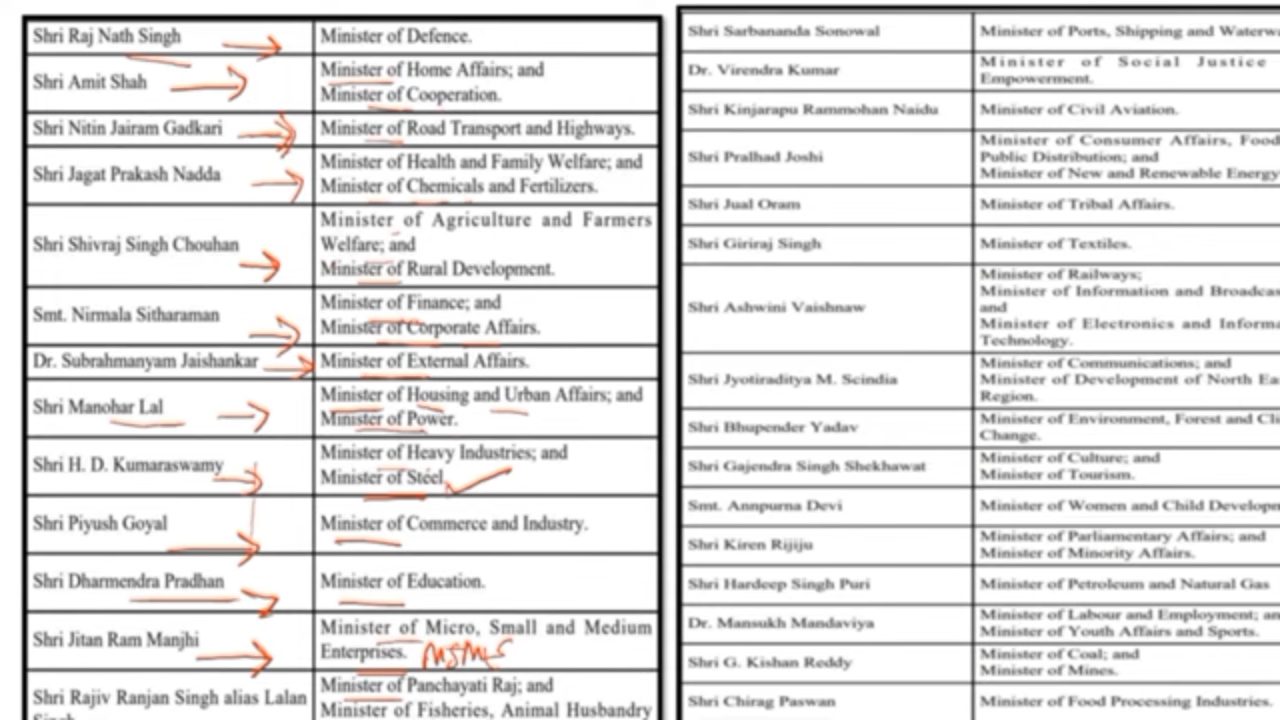 Shri Raj Nath Singh
Minister of Defence.
Shri Amit Shah
Minister of Home Affairs; and
Minister of Cooperation.
Shri Nitin Jairam Gadkari
Minister of Road Transport and Highways.
Shri Jagat Prakash Nadda
Minister of Health and Family Welfare; and
Minister of Chemicals and Fertilizers.
Shri Shivraj Singh Chouhan
Minister of Agriculture and Farmers
Welfare; and
Minister of Rural Development.
Smt. Nirmala Sitharaman
Minister of Finance; and
Minister of Corporate Affairs.
Dr. Subrahmanyam Jaishankar
Minister of External Affairs.
Shri Manohar Lal
Minister of Housing and Urban Affairs; and
Minister of Power.
Shri H. D. Kumaraswamy
Minister of Heavy Industries; and
Minister of Steel
Shri Piyush Goyal
Minister of Commerce and Industry.
Shri Dharmendra Pradhan
Minister of Education.
Shri Jitan Ram Manjhi
Minister of Micro, Small and Medium
Enterprises. MSME
Shri Rajiv Ranjan Singh alias Lalan
Minister of Panchayati Raj; and
Minister of Fisheries, Animal Husbandry
Shri Sarbananda Sonowal
Minister of Ports, Shipping and Waterw
Dr. Virendra Kumar
Minister of Social Justice
Empowerment.
Shri Kinjarapu Rammohan Naidu
Minister of Civil Aviation.
Shri Pralhad Joshi
Minister of Consumer Affairs, Food
Public Distribution; and
Minister of New and Renewable Energy
Shri Jual Oram
Minister of Tribal Affairs.
Shri Giriraj Singh
Minister of Textiles.
Shri Ashwini Vaishnaw
Minister of Railways;
Minister of Information and Broadcas
and
Minister of Electronics and Informa
Technology.
Shri Jyotiraditya M. Scindia
Minister of Communications; and
Minister of Development of North Ea
Region.
Shri Bhupender Yadav
Minister of Environment, Forest and Cli
Change.
Shri Gajendra Singh Shekhawat
Minister of Culture; and
Minister of Tourism.
Smt. Annpurna Devi
Minister of Women and Child Developm
Shri Kiren Rijiju
Minister of Parliamentary Affairs; and
Minister of Minority Affairs.
Shri Hardeep Singh Puri
Minister of Petroleum and Natural Gas
Dr. Mansukh Mandaviya
Minister of Labour and Employment; an
Minister of Youth Affairs and Sports.
Shri G. Kishan Reddy
Minister of Coal; and
Minister of Mines.
Shri Chirag Paswan
Minister of Food Processing Industries.